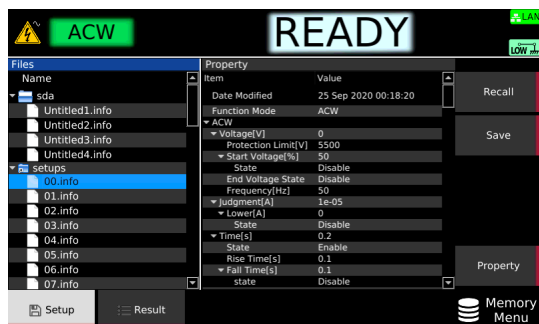 ACW
READY
LAN
LOW
Files
Name
sda
Untitled1.info
Untitled2.info
Untitled3.info
Untitled4.info
setups
00.info
01.info
02.info
03.info
04.info
05.info
06.info
07.info
Property
Item Value
Date Modified 25 Sep 2020 00:18:20
Function Mode ACW
ACW
Voltage[V] 0
Protection Limit[V] 5500
Start Voltage[%] 50
State Disable
End Voltage State Disable
Frequency[Hz] 50
Judgment[A] 1e-05
Lower[A] 0
State Disable
Time[s] 0.2
State Enable
Rise Time[s] 0.1
Fall Time[s] 0.1
state Disable
Recall
Save
Property
Setup
Result
Memory
Menu